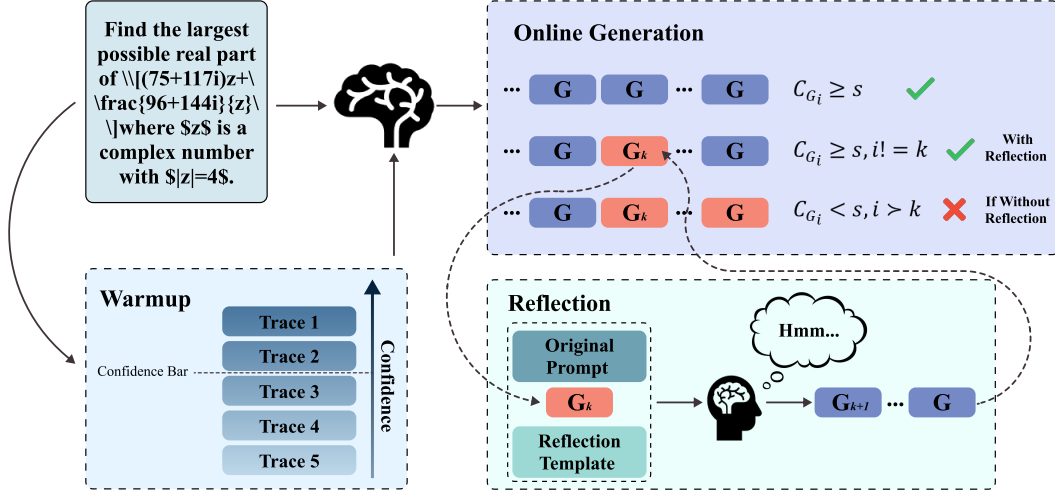 Find the largest
possible real part
of \\[(75+117i)z+\
\frac{96+144i}{z}\
\]where $z$ is a
complex number
with $|z|=4$.
Online Generation
... G G ... G C_{G_i} ≥ s
... G G_k ... G C_{G_i} ≥ s, i! = k With
Reflection
... G G_k ... G C_{G_i} < s, i ≻ k If Without
Reflection
Warmup
Trace 1
Trace 2
Confidence Bar
Trace 3
Trace 4
Trace 5
Confidence
Reflection
Original
Prompt
G_k
Reflection
Template
Hmm...
G_{k+1} ... G